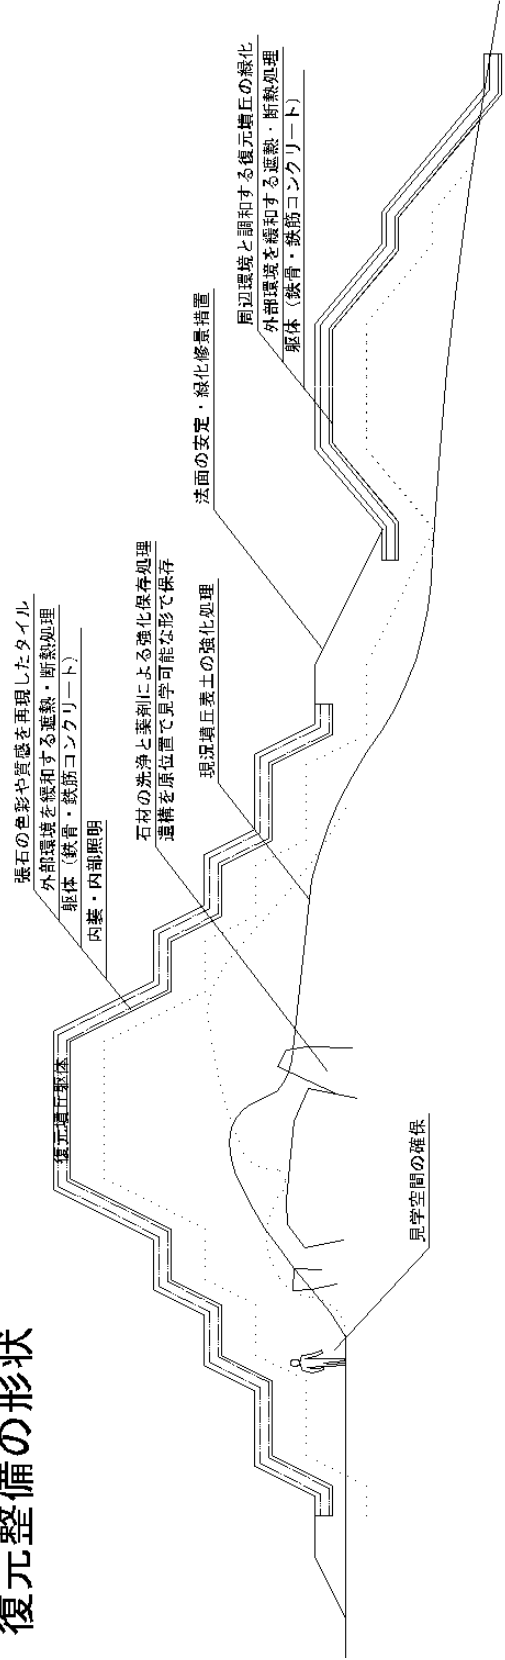 復元整備の形状
張石の色彩や質感を再現したタイル
外部環境を緩和する遮熱・断熱処理
躯体（鉄骨・鉄筋コンクリート）
内装・内部照明
復元墳丘躯体
石材の洗浄と薬剤による強化保存処理
遺構を原位置で見学可能な形で保存
現況墳丘表土の強化処理
法面の安定・緑化修景措置
周辺環境と調和する復元墳丘の緑化
外部環境を緩和する遮熱・断熱処理
躯体（鉄骨・鉄筋コンクリート）
見学空間の確保